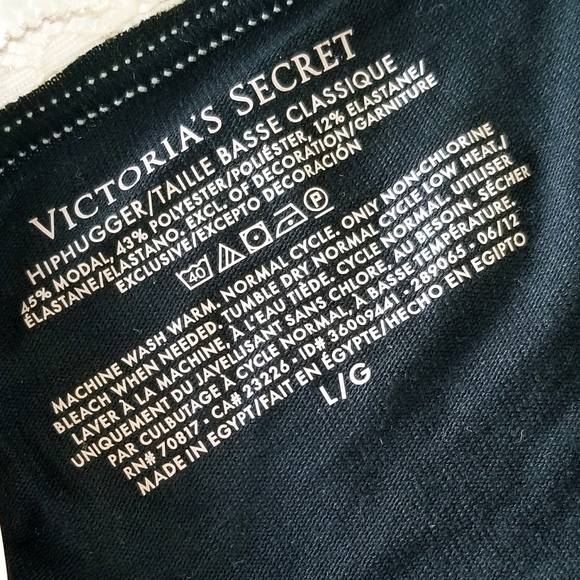 VICTORIA'S SECRET
HIPHUGGER/TAILLE BASSE CLASSIQUE
45% MODAL, 43% POLYESTER/POLIÉSTER, 12% ELASTANE/
ÉLASTANE/ELASTANO. EXCL. OF DECORATION/GARNITURE
EXCLUSIVE/EXCEPTO DECORACIÓN
40 P
MACHINE WASH WARM. NORMAL CYCLE. ONLY NON-CHLORINE
BLEACH WHEN NEEDED. TUMBLE DRY NORMAL CYCLE LOW HEAT./
LAVER À LA MACHINE, À L'EAU TIÈDE. CYCLE NORMAL. UTILISER
UNIQUEMENT DU JAVELLISANT SANS CHLORE, AU BESOIN. SÉCHER
PAR CULBUTAGE À CYCLE NORMAL, À BASSE TEMPÉRATURE.
RN# 70817 - CA# 23226 - ID# 36009441 - 289065 - 06/12
MADE IN EGYPT/FAIT EN ÉGYPTE/HECHO EN EGIPTO
L/G